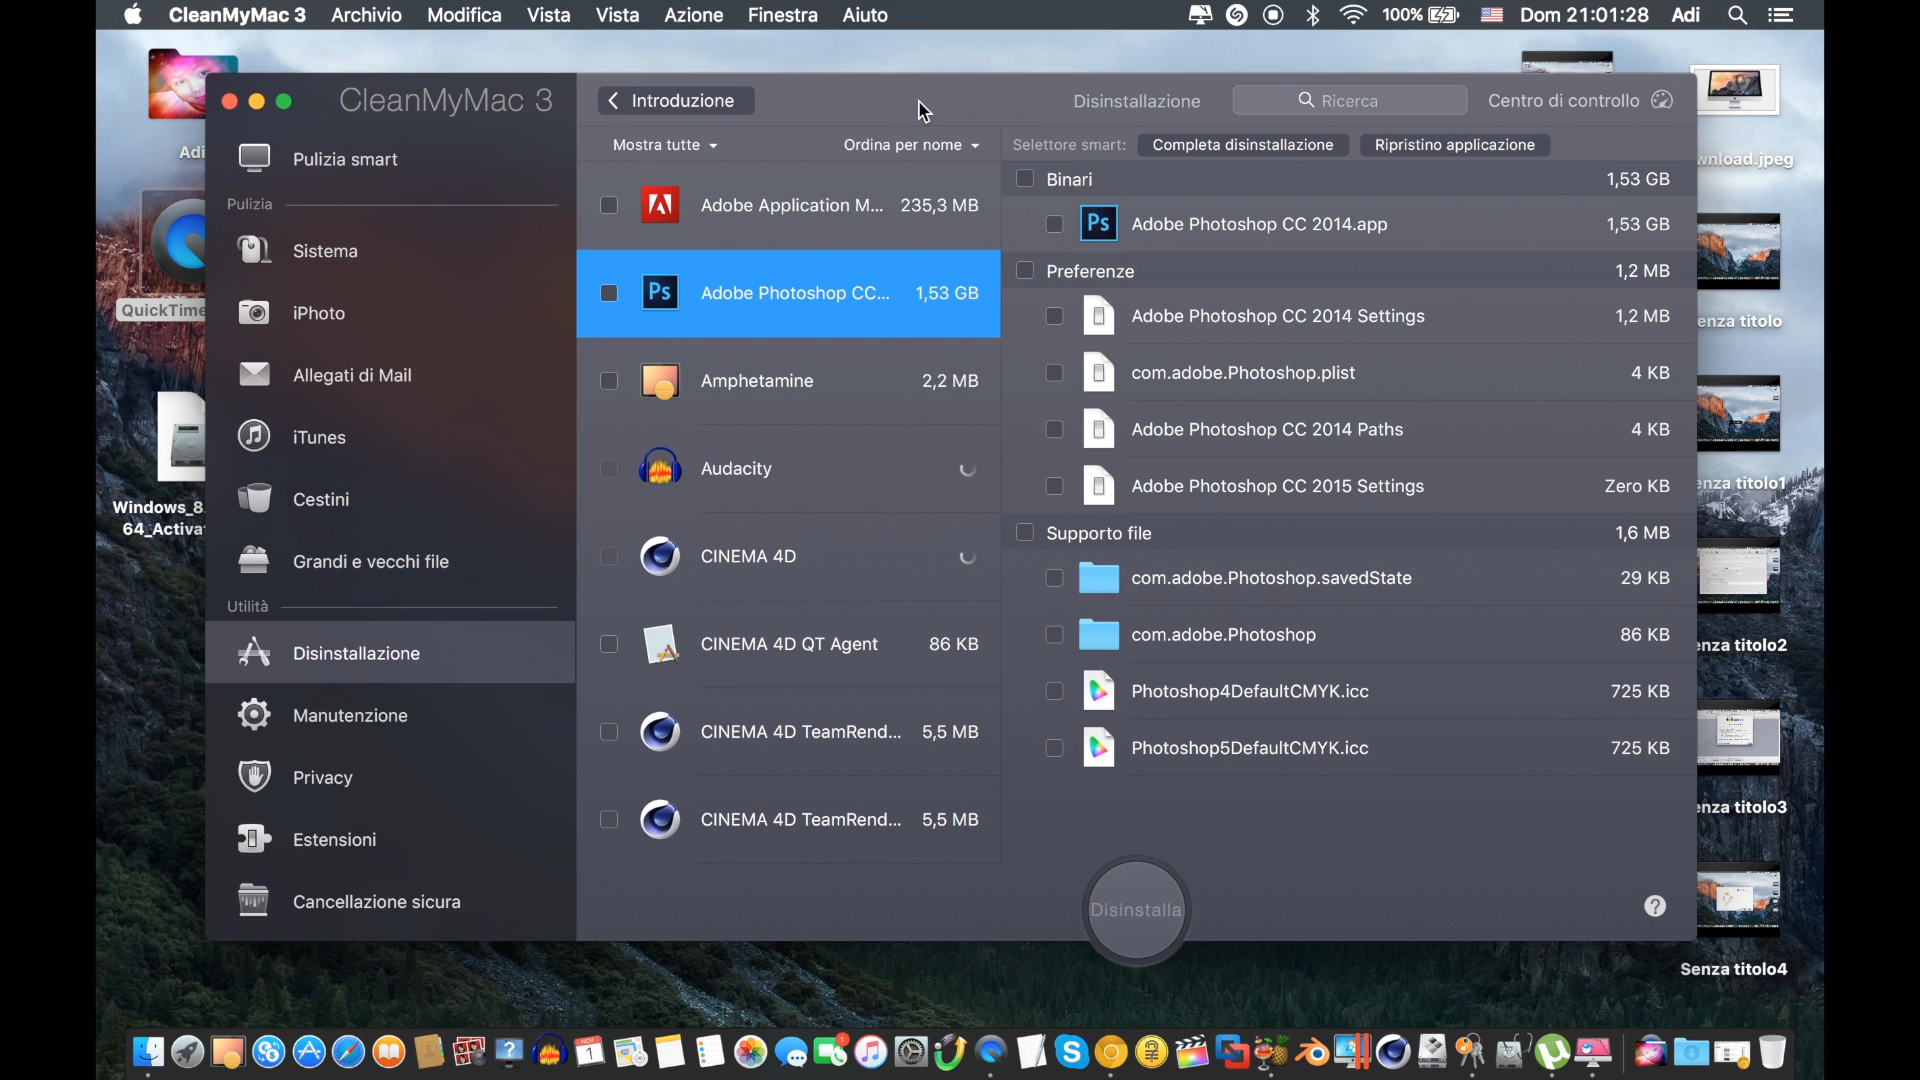 CleanMyMac 3 Archivio Modifica Vista Vista Azione Finestra Aiuto 100% Dom 21:01:28 Adi
CleanMyMac 3
Introduzione
Disinstallazione
Ricerca
Centro di controllo
Mostra tutte
Ordina per nome
Selettore smart:
Completa disinstallazione
Ripristino applicazione
Pulizia smart
Pulizia
Sistema
iPhoto
Allegati di Mail
iTunes
Cestini
Grandi e vecchi file
Utilità
Disinstallazione
Manutenzione
Privacy
Estensioni
Cancellazione sicura
Adobe Application M... 235,3 MB
Ps Adobe Photoshop CC... 1,53 GB
Amphetamine 2,2 MB
Audacity
CINEMA 4D
CINEMA 4D QT Agent 86 KB
CINEMA 4D TeamRend... 5,5 MB
CINEMA 4D TeamRend... 5,5 MB
Binari 1,53 GB
Ps Adobe Photoshop CC 2014.app 1,53 GB
Preferenze 1,2 MB
Adobe Photoshop CC 2014 Settings 1,2 MB
com.adobe.Photoshop.plist 4 KB
Adobe Photoshop CC 2014 Paths 4 KB
Adobe Photoshop CC 2015 Settings Zero KB
Supporto file 1,6 MB
com.adobe.Photoshop.savedState 29 KB
com.adobe.Photoshop 86 KB
Photoshop4DefaultCMYK.icc 725 KB
Photoshop5DefaultCMYK.icc 725 KB
Disinstalla
?
Adi
QuickTime
Windows_8.
64_Activa
wnload.jpeg
enza titolo
enza titolo1
enza titolo2
enza titolo3
Senza titolo4
NOV
1
1